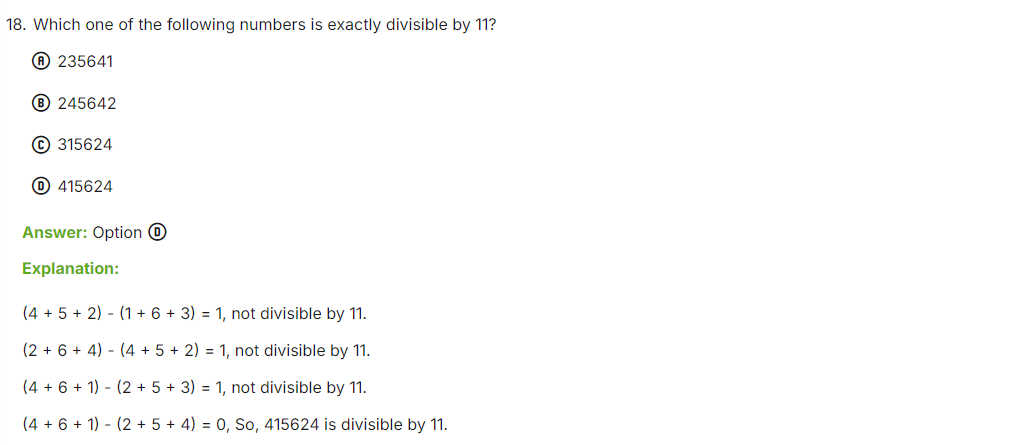 18. Which one of the following numbers is exactly divisible by 11?
Ⓐ 235641
Ⓑ 245642
Ⓒ 315624
Ⓓ 415624
Answer: Option Ⓓ
Explanation:
(4 + 5 + 2) - (1 + 6 + 3) = 1, not divisible by 11.
(2 + 6 + 4) - (4 + 5 + 2) = 1, not divisible by 11.
(4 + 6 + 1) - (2 + 5 + 3) = 1, not divisible by 11.
(4 + 6 + 1) - (2 + 5 + 4) = 0, So, 415624 is divisible by 11.